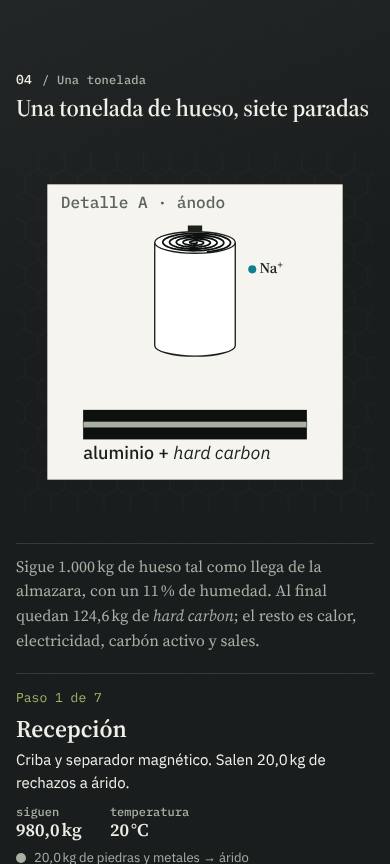 04 / Una tonelada
Una tonelada de hueso, siete paradas
Detalle A · ánodo
Na⁺
aluminio + hard carbon
Sigue 1.000 kg de hueso tal como llega de la
almazara, con un 11 % de humedad. Al final
quedan 124,6 kg de hard carbon; el resto es calor,
electricidad, carbón activo y sales.
Paso 1 de 7
Recepción
Criba y separador magnético. Salen 20,0 kg de
rechazos a árido.
siguen temperatura
980,0 kg 20 °C
20,0 kg de piedras y metales → árido